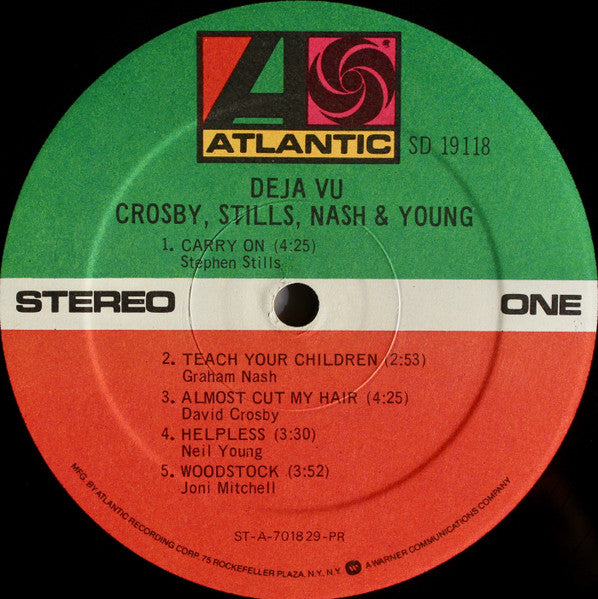 ATLANTIC
SD 19118
DEJA VU
CROSBY, STILLS, NASH & YOUNG
1. CARRY ON (4:25)
Stephen Stills
STEREO ONE
2. TEACH YOUR CHILDREN (2:53)
Graham Nash
3. ALMOST CUT MY HAIR (4:25)
David Crosby
4. HELPLESS (3:30)
Neil Young
5. WOODSTOCK (3:52)
Joni Mitchell
ST-A-701829-PR
MFG. BY ATLANTIC RECORDING CORP. 75 ROCKEFELLER PLAZA, N.Y., N.Y. A WARNER COMMUNICATIONS COMPANY